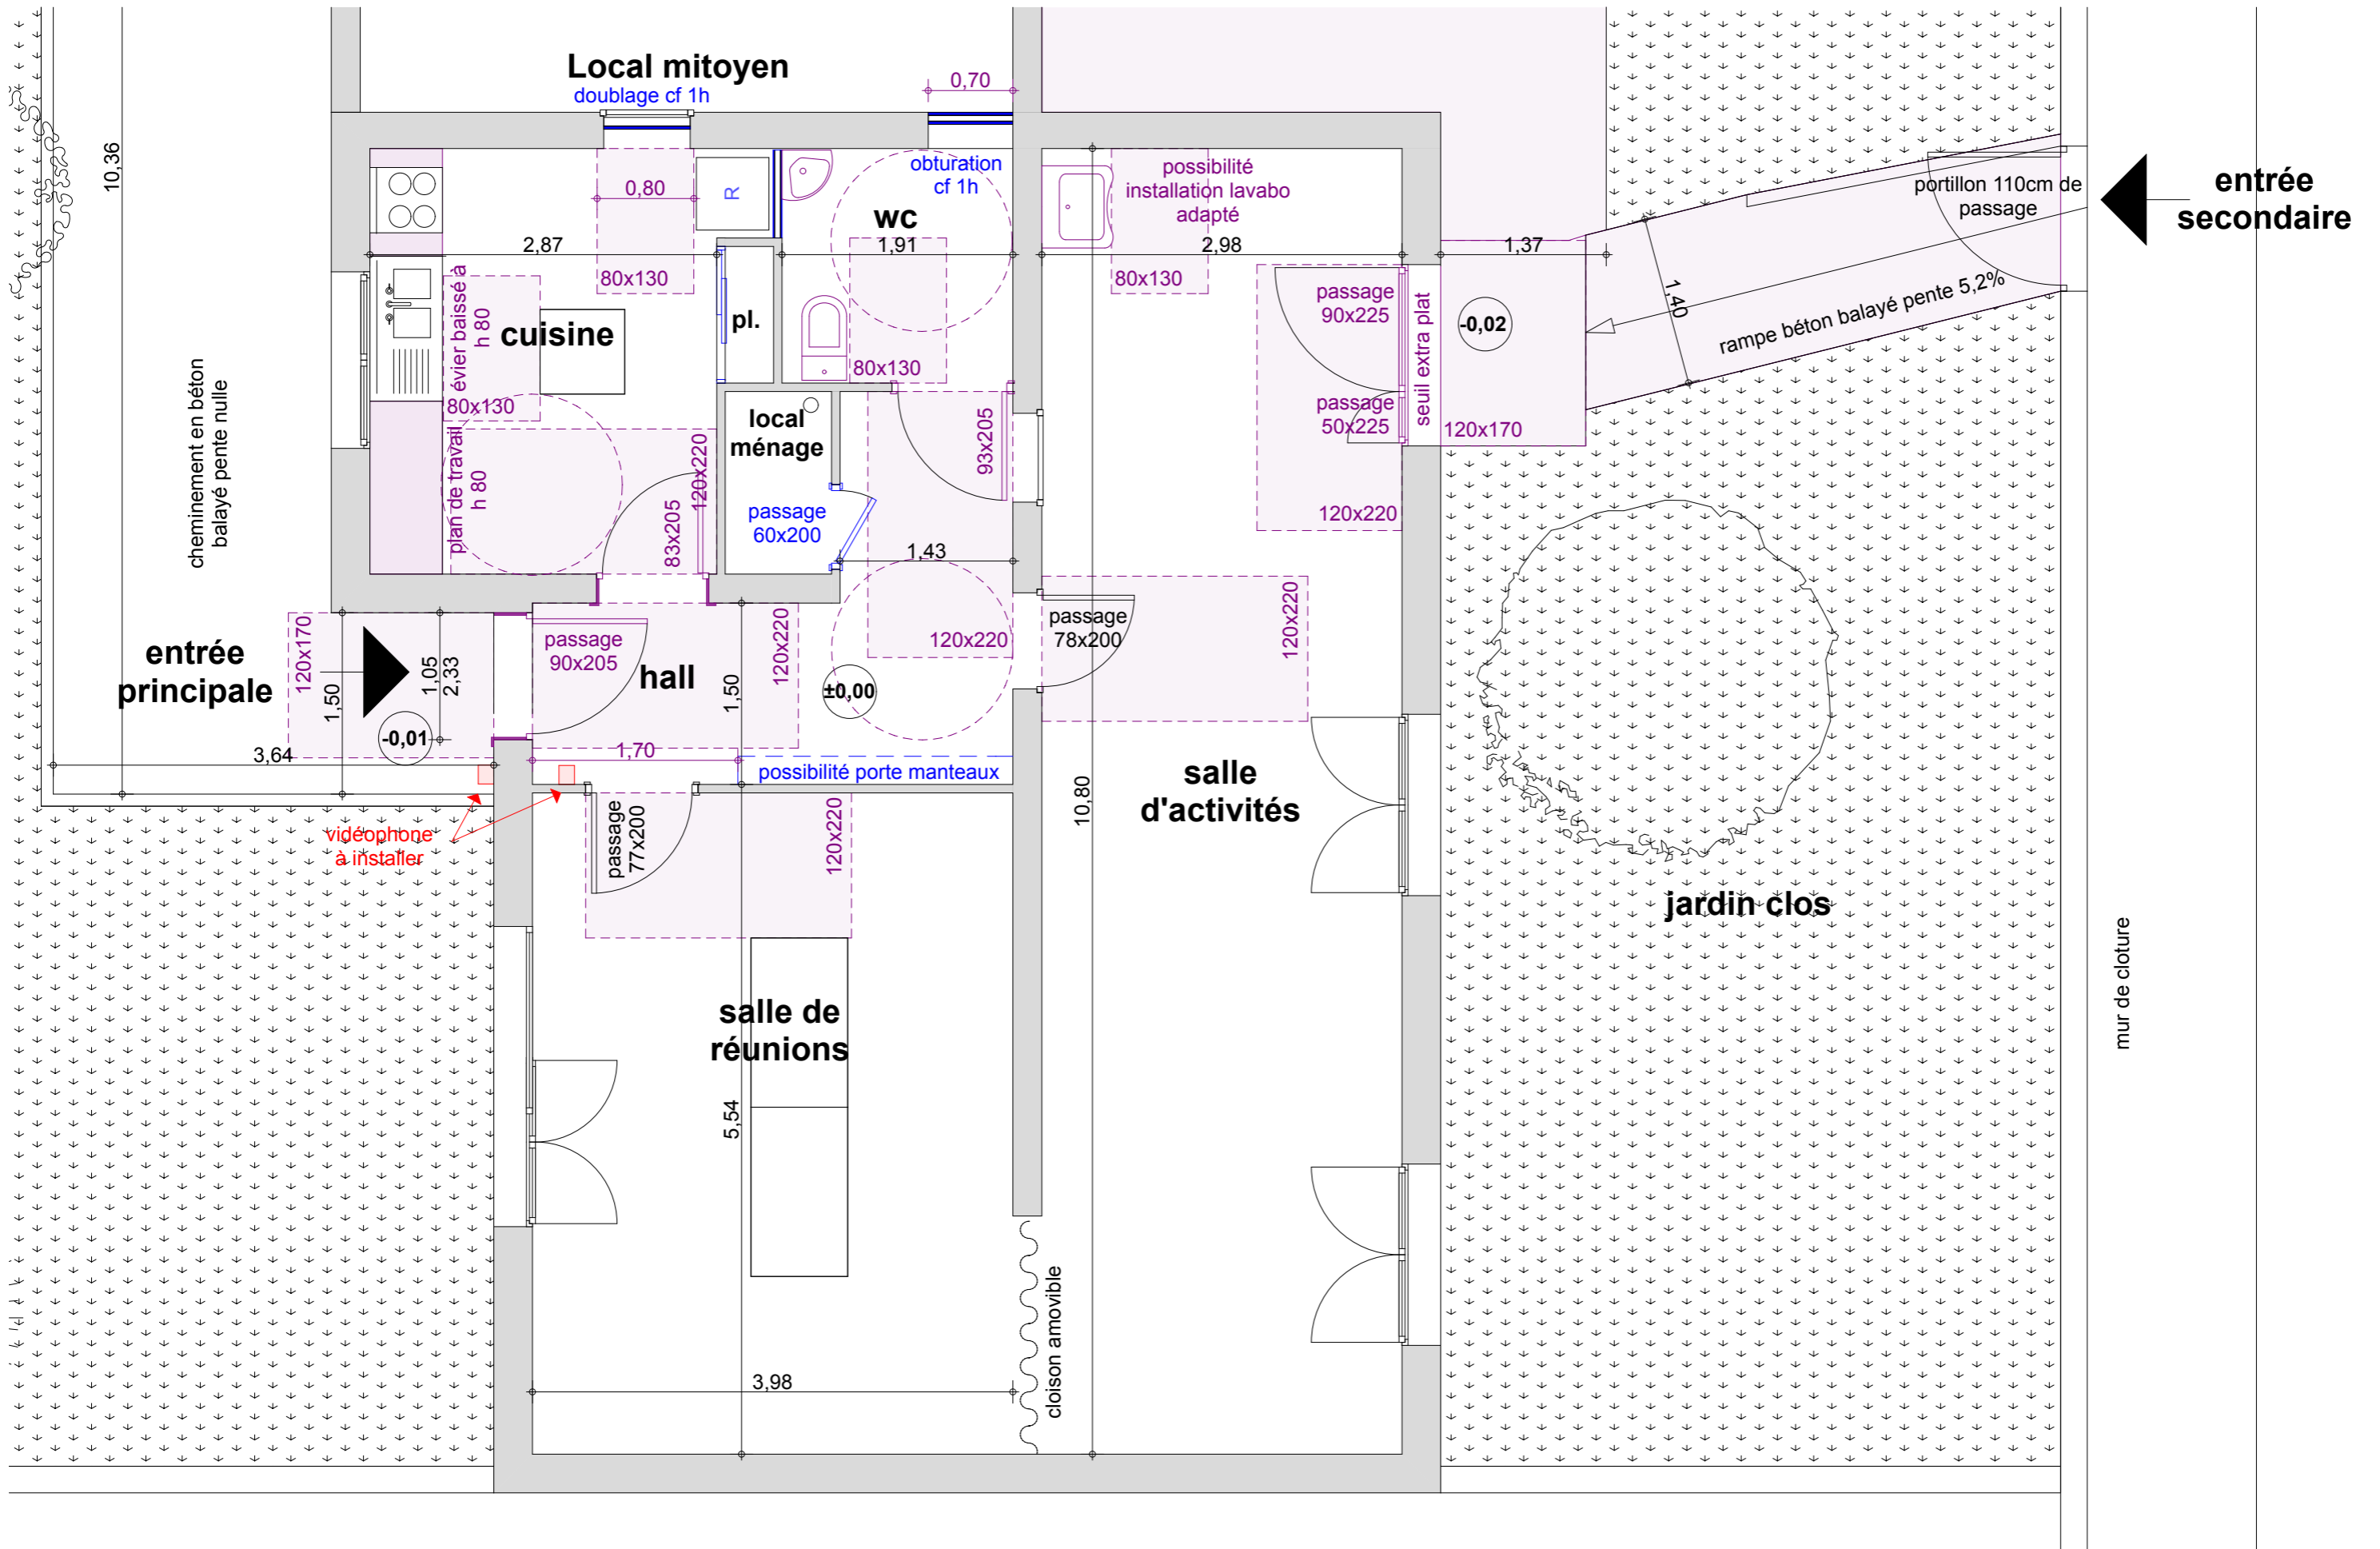 Local mitoyen
doublage cf 1h
0,70
10,36
obturation
cf 1h
wc
possibilité
installation lavabo
adapté
portillon 110cm de
passage
entrée
secondaire
0,80
R
2,87
1,91
2,98
1,37
80x130
80x130
évier baissé à
h 80
cuisine
pl.
passage
90x225
seuil extra plat
-0,02
1,40
rampe béton balayé pente 5,2%
80x130
80x130
passage
50x225
120x170
cheminement en béton
balayé pente nulle
plan de travail
h 80
local
ménage
93x205
120x220
83x205
passage
60x200
120x220
1,43
entrée
principale
120x170
1,50
1,05
2,33
-0,01
3,64
passage
90x205
hall
120x220
1,50
±0,00
120x220
passage
78x200
120x220
1,70
possibilité porte manteaux
vidéophone
à installer
passage
77x200
120x220
10,80
salle
d'activités
jardin clos
mur de cloture
salle de
réunions
5,54
3,98
cloison amovible